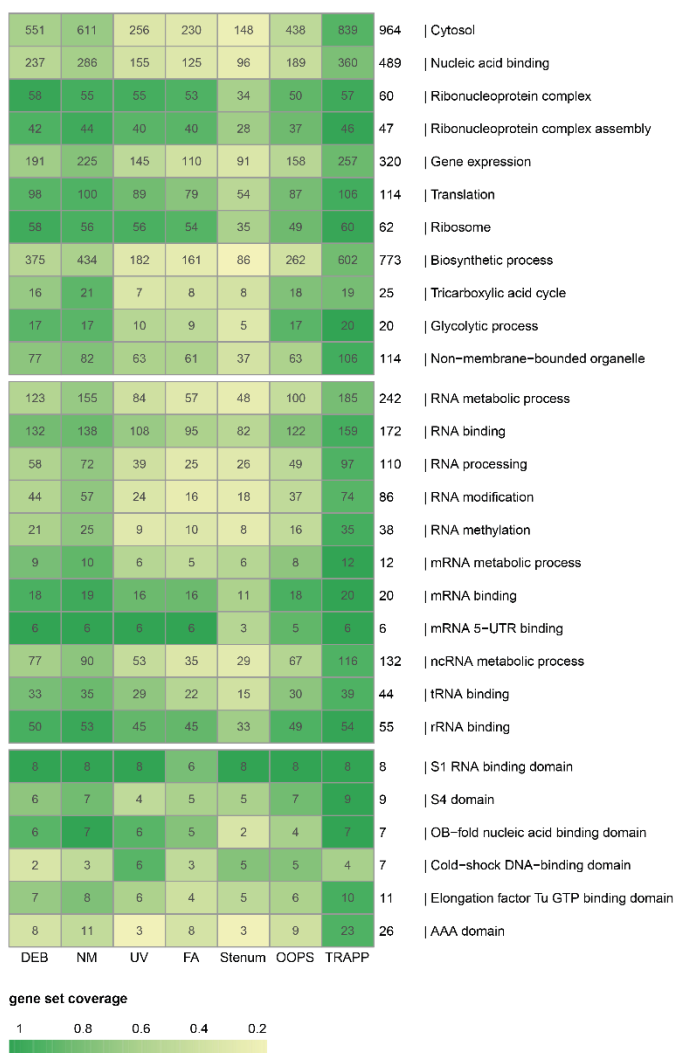 551 611 256 230 148 438 839 964 | Cytosol
237 286 155 125 96 189 360 489 | Nucleic acid binding
58 55 55 53 34 50 57 60 | Ribonucleoprotein complex
42 44 40 40 28 37 46 47 | Ribonucleoprotein complex assembly
191 225 145 110 91 158 257 320 | Gene expression
98 100 89 79 54 87 106 114 | Translation
58 56 56 54 35 49 60 62 | Ribosome
375 434 182 161 86 262 602 773 | Biosynthetic process
16 21 7 8 8 18 19 25 | Tricarboxylic acid cycle
17 17 10 9 5 17 20 20 | Glycolytic process
77 82 63 61 37 63 106 114 | Non−membrane−bounded organelle
123 155 84 57 48 100 185 242 | RNA metabolic process
132 138 108 95 82 122 159 172 | RNA binding
58 72 39 25 26 49 97 110 | RNA processing
44 57 24 16 18 37 74 86 | RNA modification
21 25 9 10 8 16 35 38 | RNA methylation
9 10 6 5 6 8 12 12 | mRNA metabolic process
18 19 16 16 11 18 20 20 | mRNA binding
6 6 6 6 3 5 6 6 | mRNA 5−UTR binding
77 90 53 35 29 67 116 132 | ncRNA metabolic process
33 35 29 22 15 30 39 44 | tRNA binding
50 53 45 45 33 49 54 55 | rRNA binding
8 8 8 6 8 8 8 8 | S1 RNA binding domain
6 7 4 5 5 7 9 9 | S4 domain
6 7 6 5 2 4 7 7 | OB−fold nucleic acid binding domain
2 3 6 3 5 5 4 7 | Cold−shock DNA−binding domain
7 8 6 4 5 6 10 11 | Elongation factor Tu GTP binding domain
8 11 3 8 3 9 23 26 | AAA domain
DEB NM UV FA Stenum OOPS TRAPP
gene set coverage
1 0.8 0.6 0.4 0.2